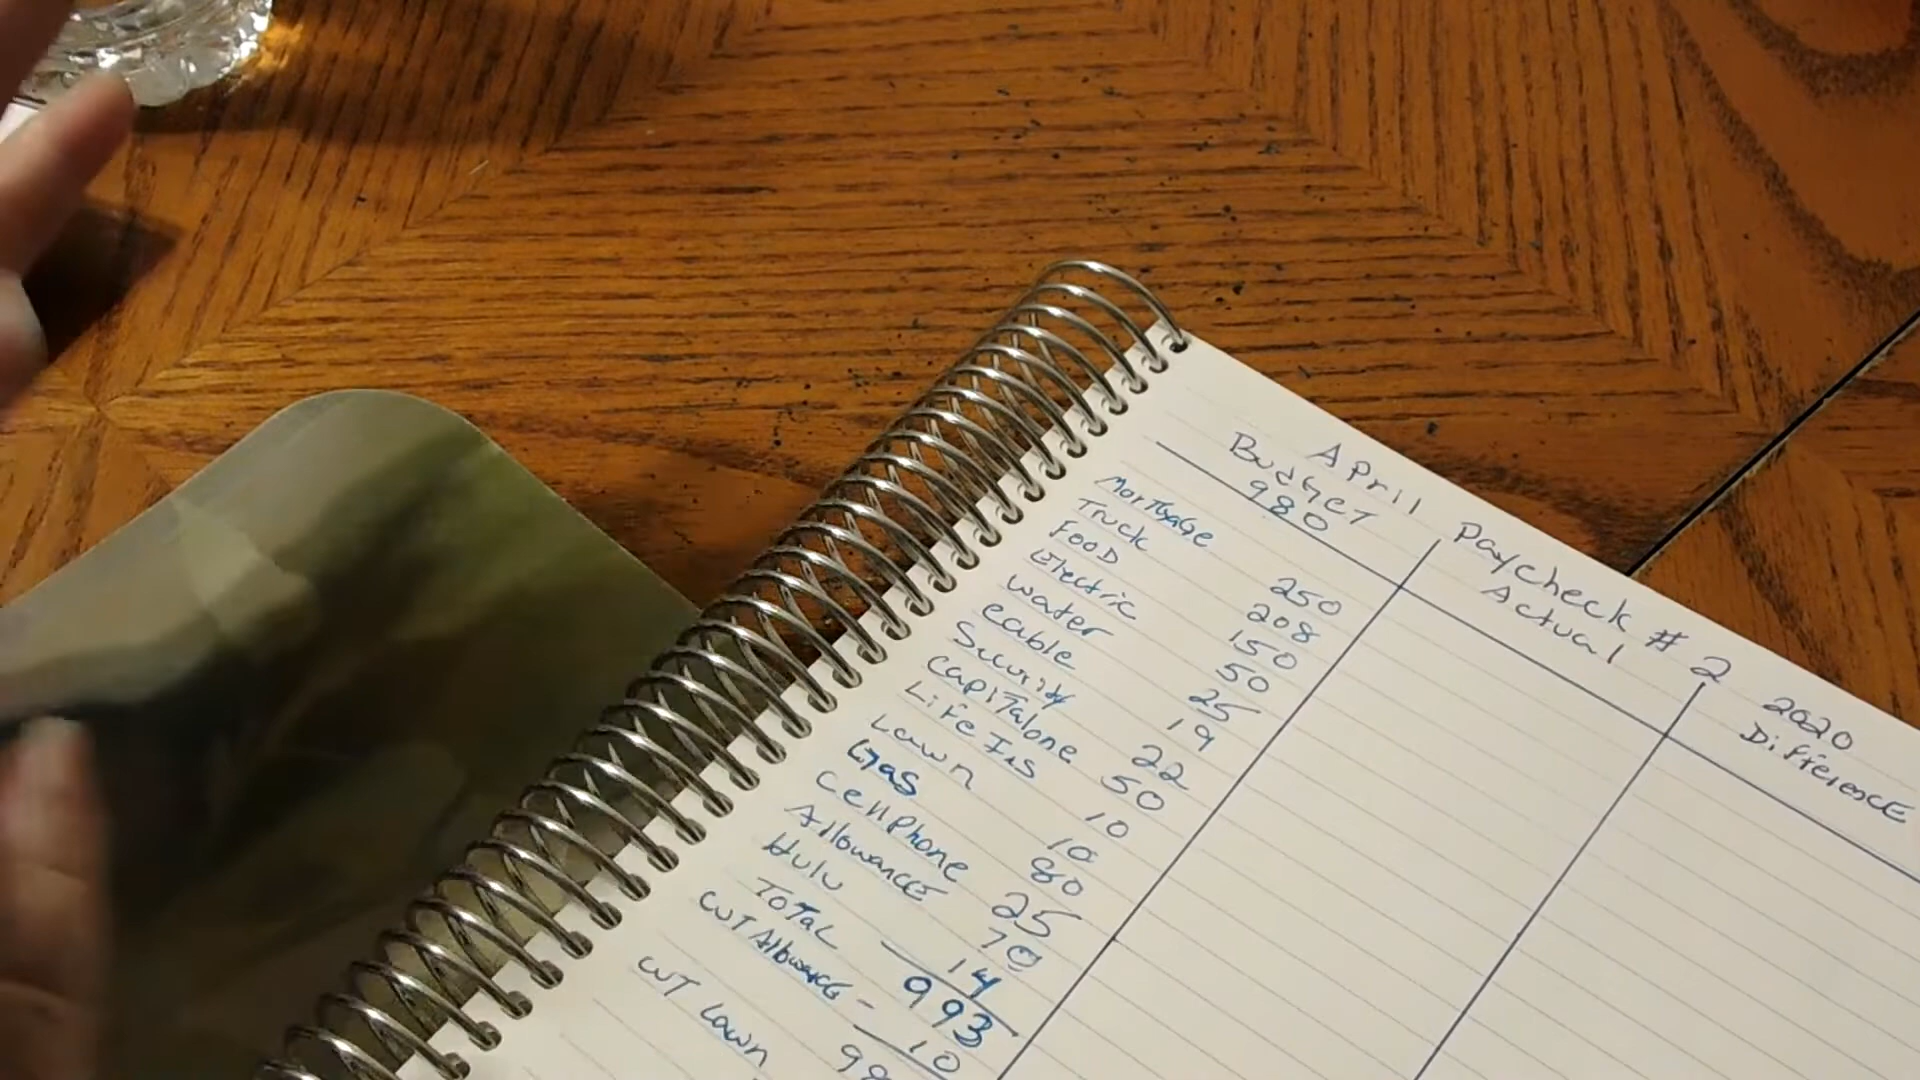 April Paycheck # 2 2020
Budget Actual Difference
980
Mortgage 250
Truck 208
Food 150
Electric 50
Water 25
cable 19
Security 22
Capitalone 50
Life Ins 10
Lawn 10
Gas 80
Cellphone 25
Allowance 70
Hulu 14
Total 993
CUT Allowance - 10
CUT Lawn